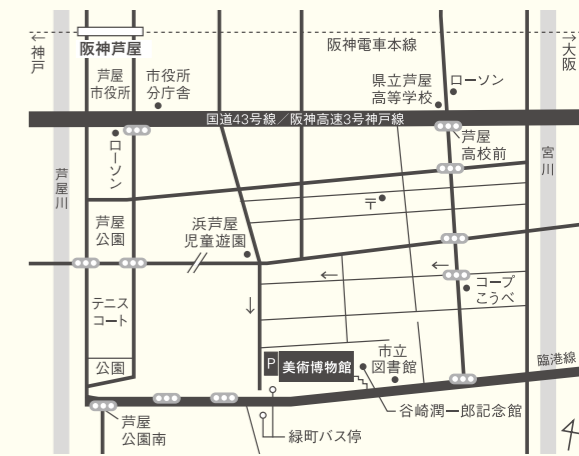 阪神芦屋
阪神電車本線
←神戸
→大阪
芦屋
市役所
市役所
分庁舎
県立芦屋
高等学校
ローソン
国道43号線／阪神高速3号神戸線
ローソン
芦屋
高校前
芦屋川
宮川
〒
芦屋
公園
浜芦屋
児童遊園
←
←
↓
コープ
こうべ
テニス
コート
公園
P
美術博物館
市立
図書館
臨港線
谷崎潤一郎記念館
芦屋
公園南
緑町バス停
4